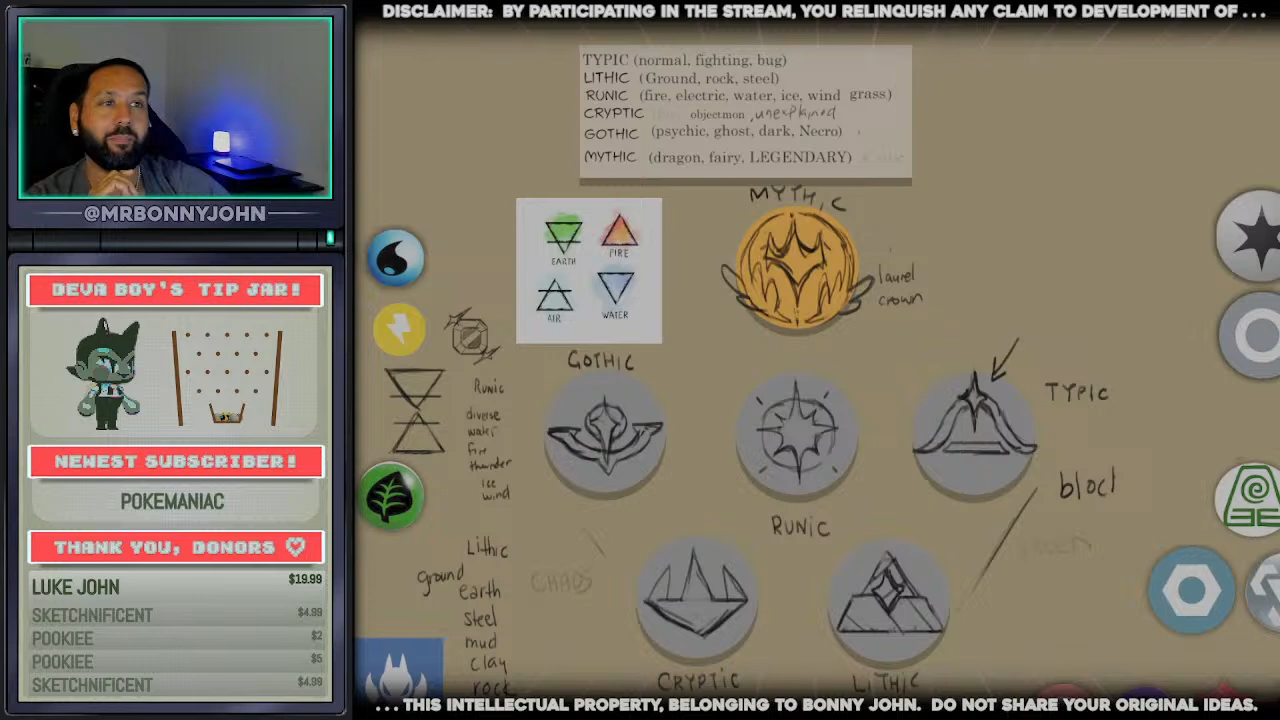 DISCLAIMER: BY PARTICIPATING IN THE STREAM, YOU RELINQUISH ANY CLAIM TO DEVELOPMENT OF . . .
TYPIC (normal, fighting, bug)
LITHIC (Ground, rock, steel)
RUNIC (fire, electric, water, ice, wind grass)
CRYPTIC objectmon, unexplained
GOTHIC (psychic, ghost, dark, Necro)
MYTHIC (dragon, fairy, LEGENDARY)
@MRBONNYJOHN
DEVA BOY'S TIP JAR!
NEWEST SUBSCRIBER!
POKEMANIAC
THANK YOU, DONORS ♡
LUKE JOHN $19.99
SKETCHNIFICENT $4.99
POOKIEE $2
POOKIEE $5
SKETCHNIFICENT $4.99
MYTHIC
laurel
crown
EARTH FIRE
AIR WATER
GOTHIC
RUNIC
TYPIC
bloct
Runic
diverse
water
fire
thunder
ice
wind
Lithic
ground
earth
steel
mud
clay
rock
CHAOS
CRYPTIC
LITHIC
. . . THIS INTELLECTUAL PROPERTY, BELONGING TO BONNY JOHN. DO NOT SHARE YOUR ORIGINAL IDEAS.